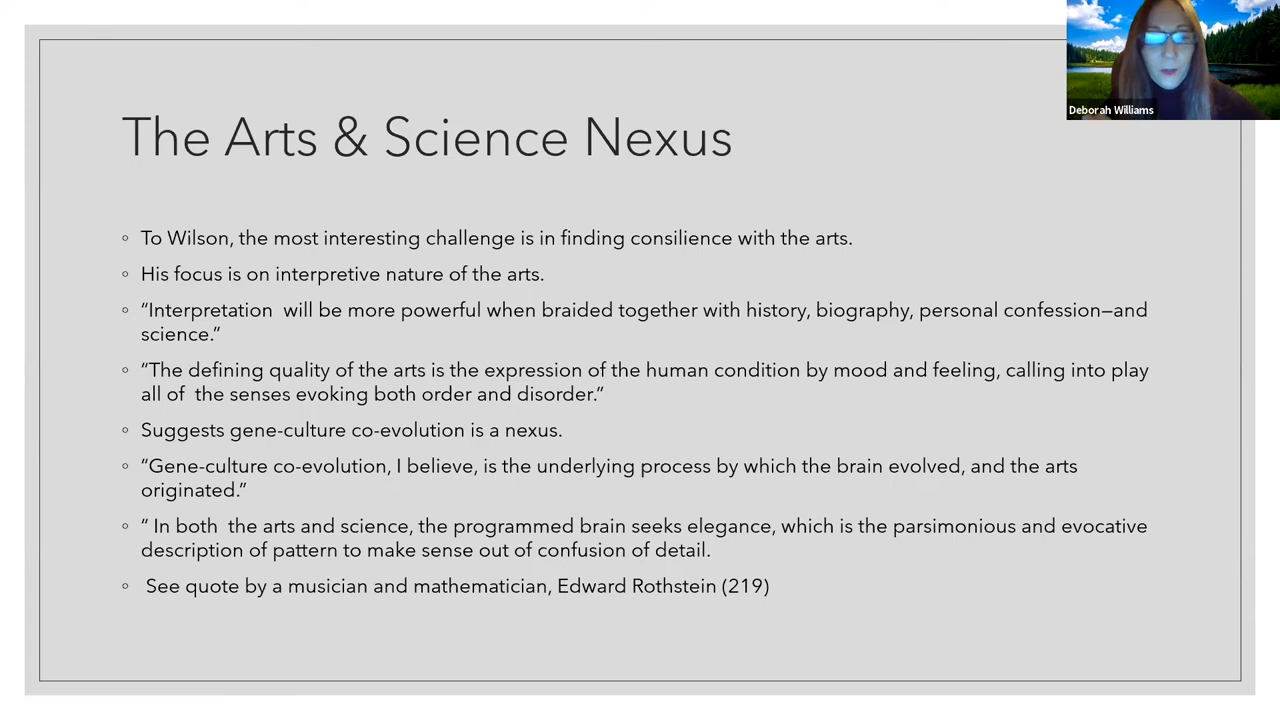 Deborah Williams
The Arts & Science Nexus
◦ To Wilson, the most interesting challenge is in finding consilience with the arts.
◦ His focus is on interpretive nature of the arts.
◦ “Interpretation  will be more powerful when braided together with history, biography, personal confession—and
science.”
◦ “The defining quality of the arts is the expression of the human condition by mood and feeling, calling into play
all of  the senses evoking both order and disorder.”
◦ Suggests gene-culture co-evolution is a nexus.
◦ “Gene-culture co-evolution, I believe, is the underlying process by which the brain evolved, and the arts
originated.”
◦ “ In both  the arts and science, the programmed brain seeks elegance, which is the parsimonious and evocative
description of pattern to make sense out of confusion of detail.
◦  See quote by a musician and mathematician, Edward Rothstein (219)